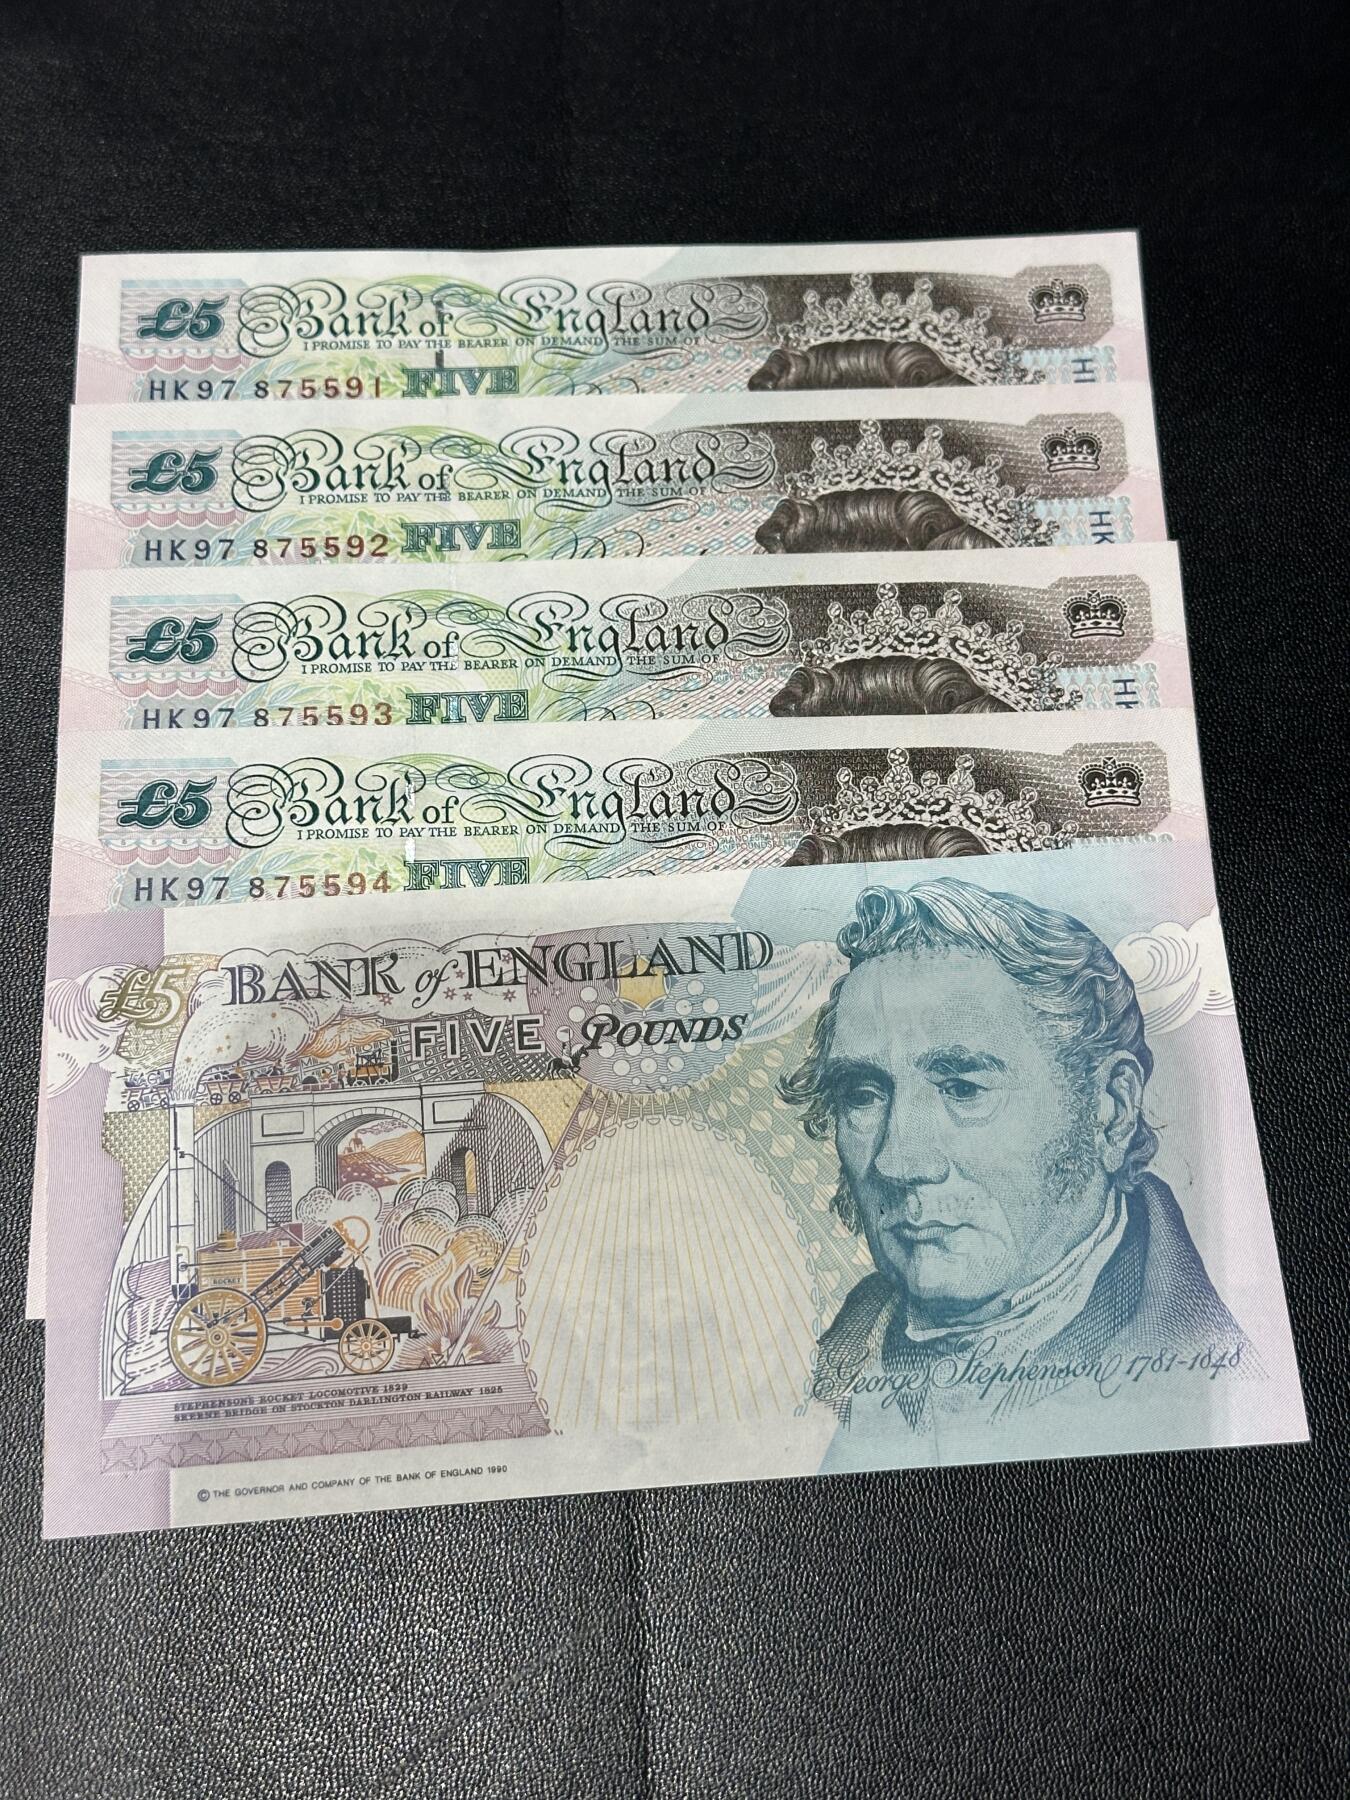 £5 Bank of England
I PROMISE TO PAY THE BEARER ON DEMAND THE SUM OF
HK97 875591 FIVE
£5 Bank of England
I PROMISE TO PAY THE BEARER ON DEMAND THE SUM OF
HK97 875592 FIVE
HK
£5 Bank of England
I PROMISE TO PAY THE BEARER ON DEMAND THE SUM OF
HK97 875593 FIVE
£5 Bank of England
I PROMISE TO PAY THE BEARER ON DEMAND THE SUM OF
HK97 875594 FIVE
£5 BANK of ENGLAND
FIVE POUNDS
ROCKET
STEPHENSONS ROCKET LOCOMOTIVE 1829
SKERNE BRIDGE ON STOCKTON DARLINGTON RAILWAY 1825
George Stephenson 1781-1848
© THE GOVERNOR AND COMPANY OF THE BANK OF ENGLAND 1990